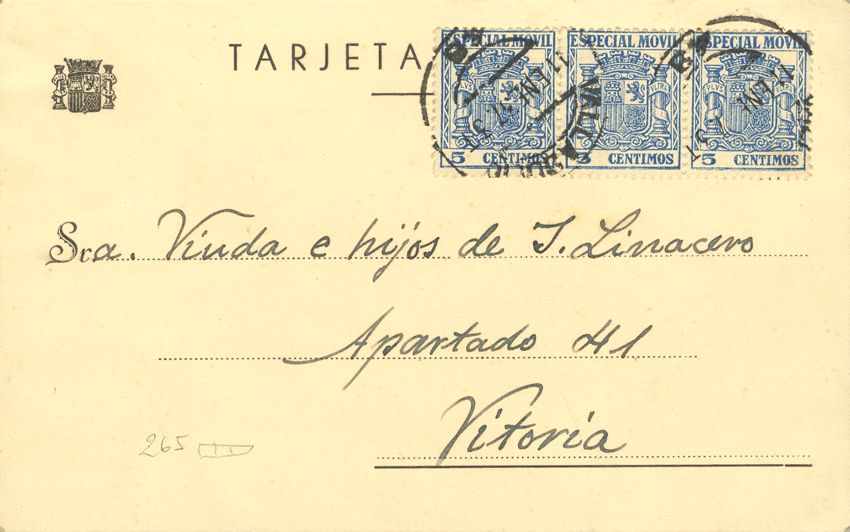 TARJETA
ESPECIAL MOVIL ESPECIAL MOVIL ESPECIAL MOVIL
5 CENTIMOS 5 CENTIMOS 5 CENTIMOS
Sra. Viuda e hijos de J. Linacero
Apartado 41
Vitoria
265